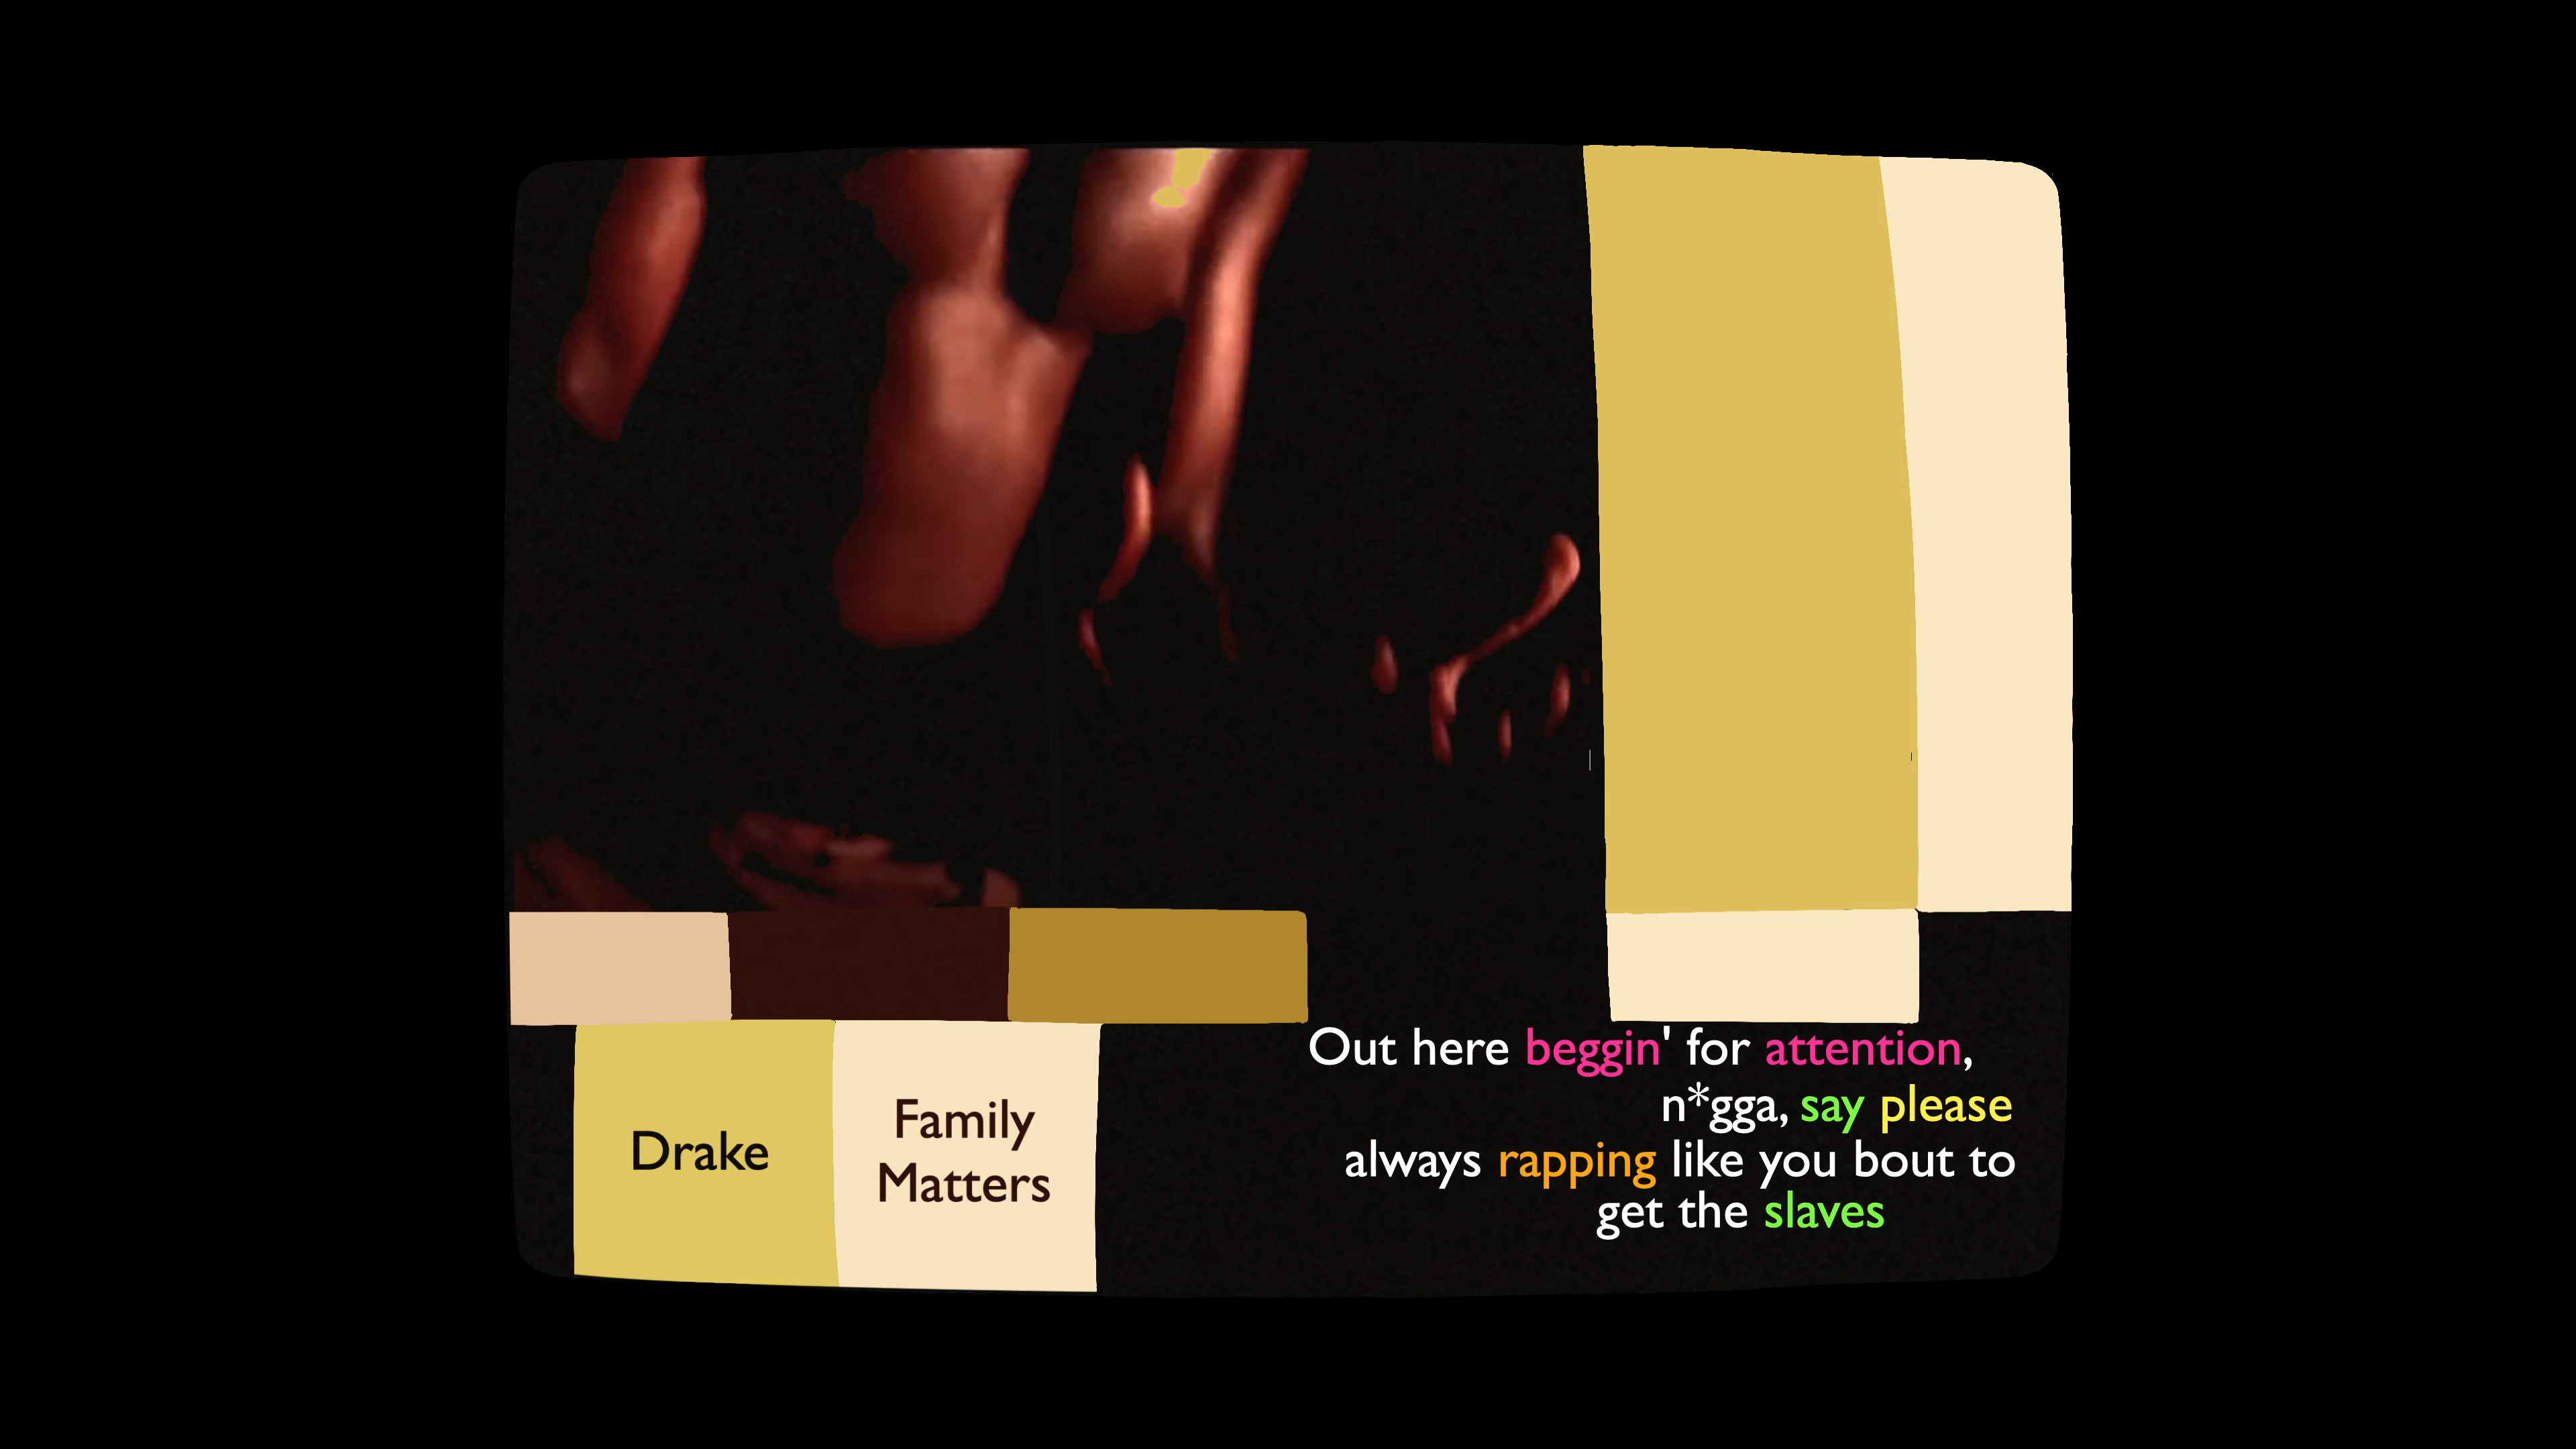 Drake
Family
Matters
Out here beggin' for attention,
n*gga, say please
always rapping like you bout to
get the slaves